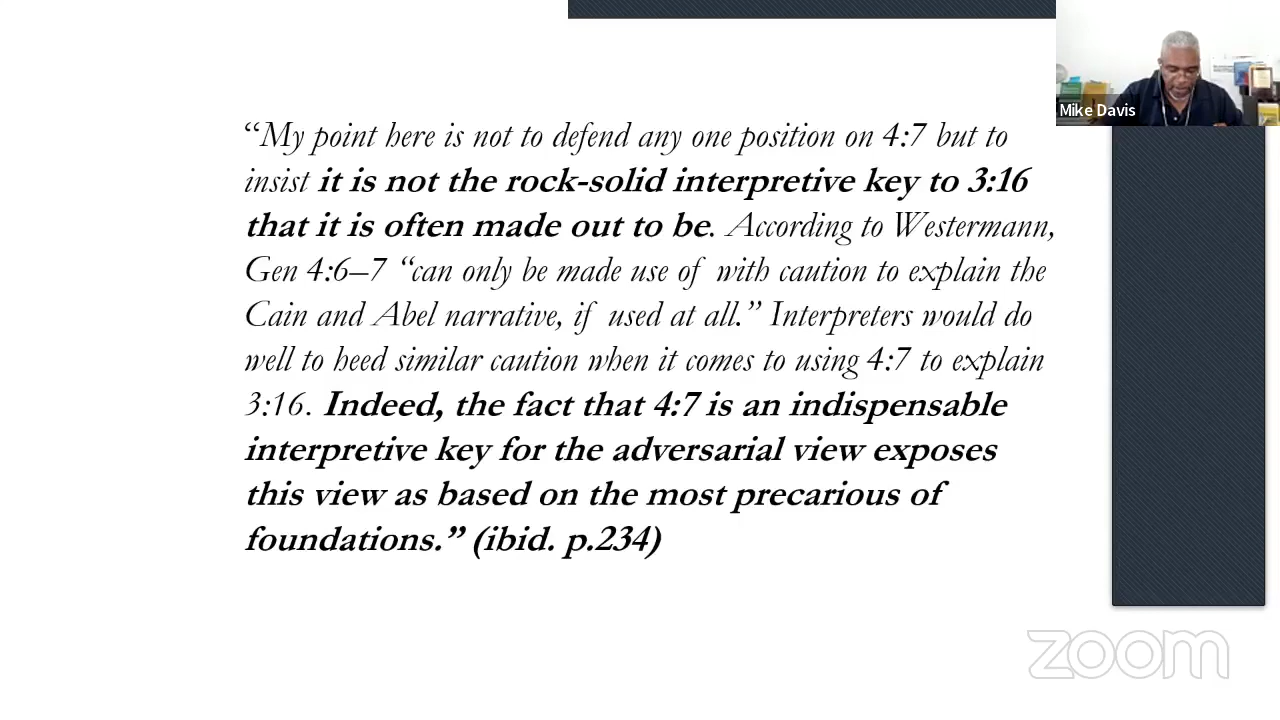 Mike Davis
“My point here is not to defend any one position on 4:7 but to
insist it is not the rock-solid interpretive key to 3:16
that it is often made out to be. According to Westermann,
Gen 4:6–7 “can only be made use of with caution to explain the
Cain and Abel narrative, if used at all.” Interpreters would do
well to heed similar caution when it comes to using 4:7 to explain
3:16. Indeed, the fact that 4:7 is an indispensable
interpretive key for the adversarial view exposes
this view as based on the most precarious of
foundations.” (ibid. p.234)
zoom